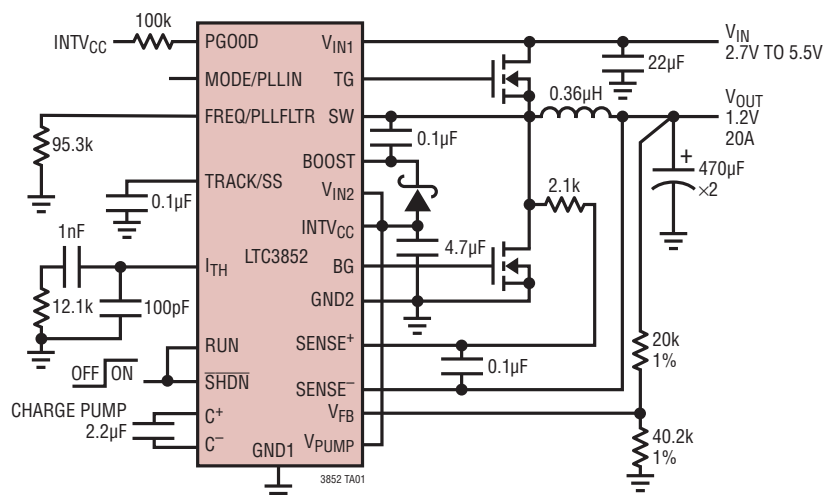 100k
INTVCC
PGOOD
VIN1
VIN
2.7V TO 5.5V
22µF
MODE/PLLIN
TG
0.36µH
VOUT
1.2V
20A
FREQ/PLLFLTR
SW
95.3k
0.1µF
BOOST
+
470µF
×2
TRACK/SS
0.1µF
VIN2
2.1k
INTVCC
1nF
LTC3852
4.7µF
ITH
BG
12.1k
100pF
GND2
RUN
SENSE+
20k
1%
OFF
ON
SHDN
0.1µF
SENSE–
CHARGE PUMP
2.2µF
C+
VFB
C–
GND1
VPUMP
40.2k
1%
3852 TA01